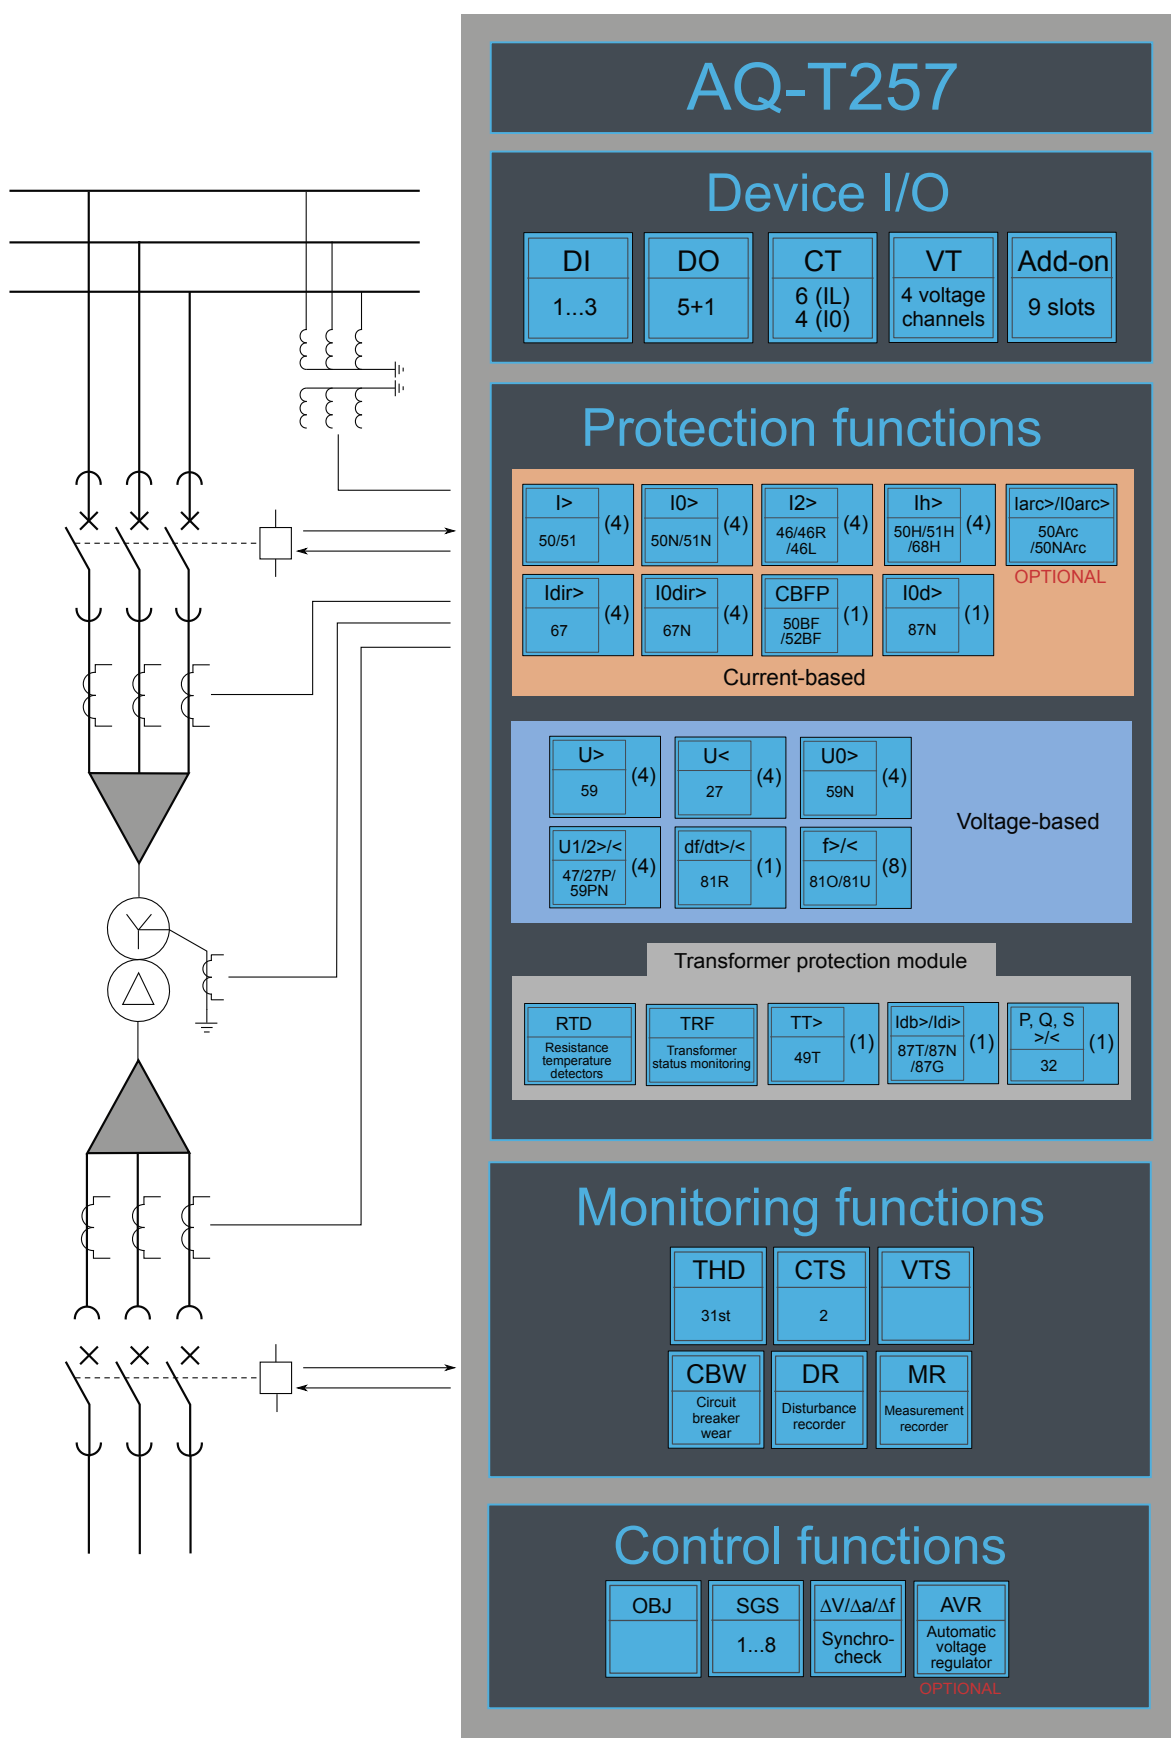 AQ-T257
Device I/O
DI
1...3
DO
5+1
CT
6 (IL)
4 (I0)
VT
4 voltage
channels
Add-on
9 slots
Protection functions
I>
50/51
(4)
I0>
50N/51N
(4)
I2>
46/46R
/46L
(4)
Ih>
50H/51H
/68H
(4)
Iarc>/I0arc>
50Arc
/50NArc
OPTIONAL
Idir>
67
(4)
I0dir>
67N
(4)
CBFP
50BF
/52BF
(1)
I0d>
87N
(1)
Current-based
U>
59
(4)
U<
27
(4)
U0>
59N
(4)
U1/2>/<
47/27P/
59PN
(4)
df/dt>/<
81R
(1)
f>/<
81O/81U
(8)
Voltage-based
Transformer protection module
RTD
Resistance
temperature
detectors
TRF
Transformer
status monitoring
TT>
49T
(1)
Idb>/Idi>
87T/87N
/87G
(1)
P, Q, S
>/<
32
(1)
Monitoring functions
THD
31st
CTS
2
VTS
CBW
Circuit
breaker
wear
DR
Disturbance
recorder
MR
Measurement
recorder
Control functions
OBJ
SGS
1...8
∆V/∆a/∆f
Synchro-
check
AVR
Automatic
voltage
regulator
OPTIONAL